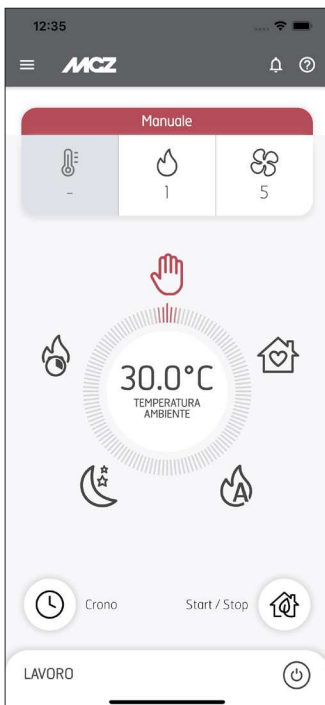 12:35
MCZ
Manuale
-
1
5
30.0°C
TEMPERATURA
AMBIENTE
A
Crono
Start / Stop
LAVORO